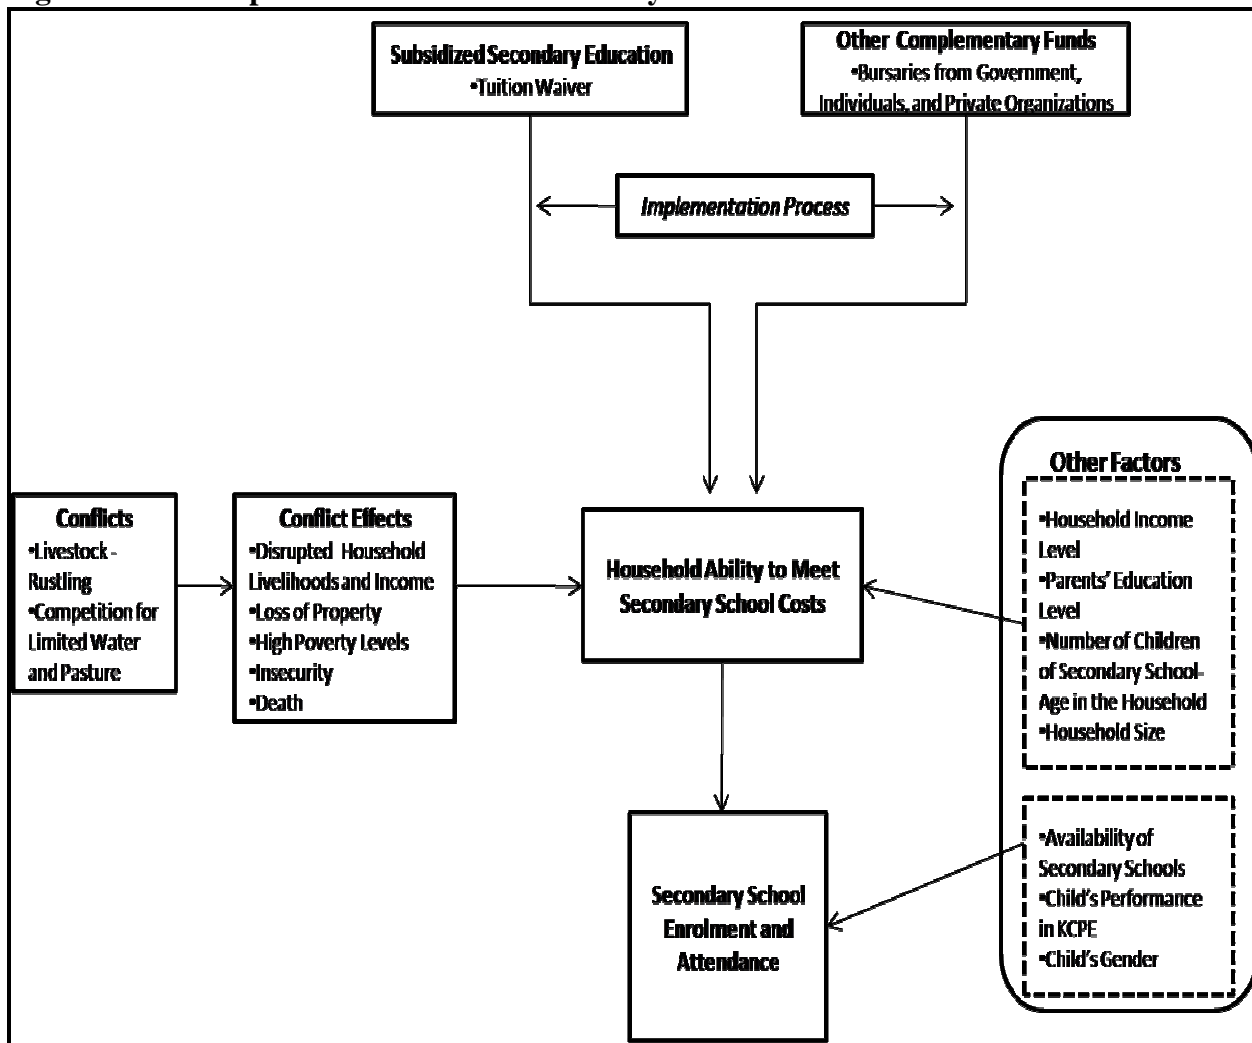 Subsidized Secondary Education
•Tuition Waiver
Other Complementary Funds
•Bursaries from Government,
Individuals, and Private Organizations
Implementation Process
Conflicts
•Livestock -
Rustling
•Competition for
Limited Water
and Pasture
Conflict Effects
•Disrupted Household
Livelihoods and Income
•Loss of Property
•High Poverty Levels
•Insecurity
•Death
Household Ability to Meet
Secondary School Costs
Other Factors
•Household Income
Level
•Parents' Education
Level
•Number of Children
of Secondary School-
Age in the Household
•Household Size
•Availability of
Secondary Schools
•Child's Performance
in KCPE
•Child's Gender
Secondary School
Enrolment and
Attendance